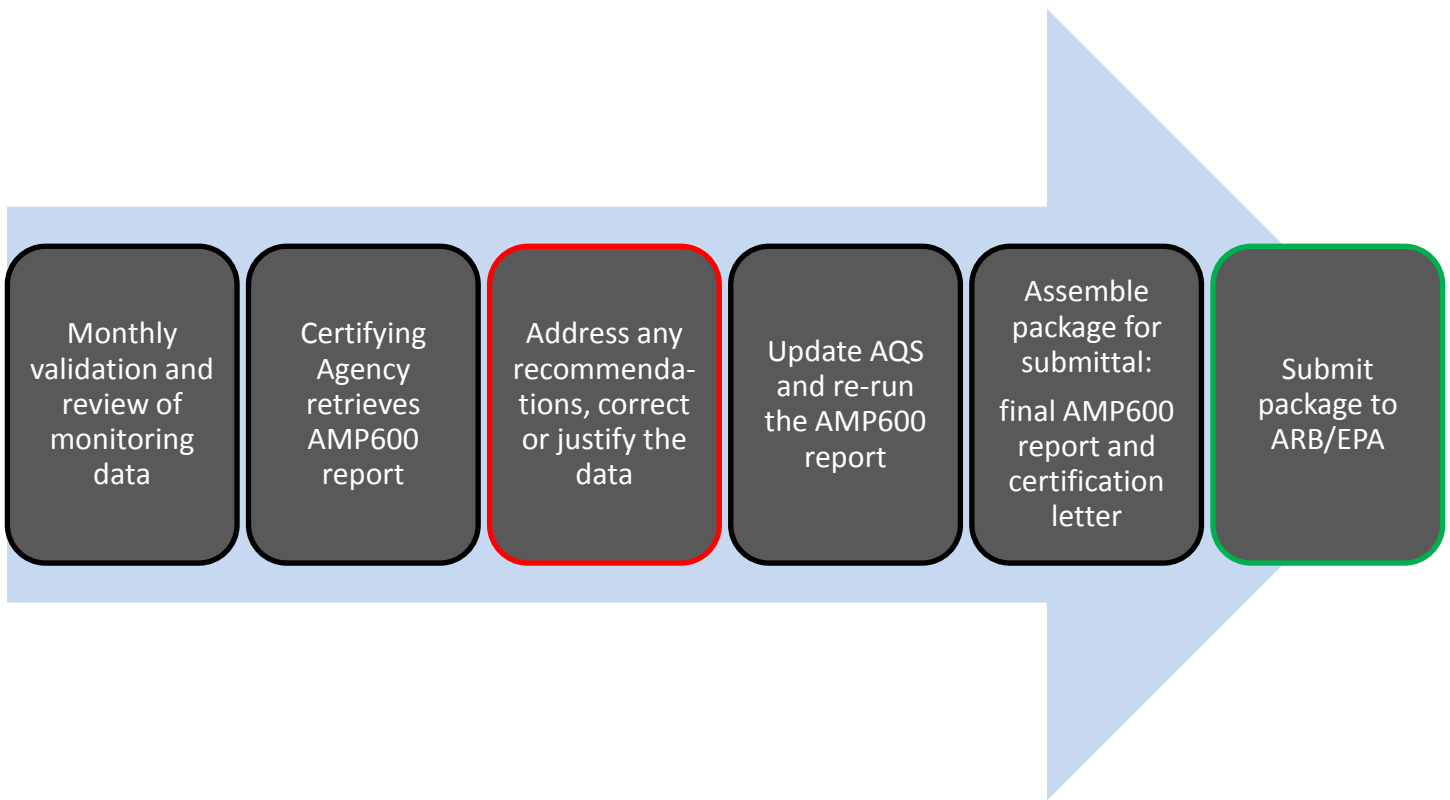 Monthly
validation and
review of
monitoring
data
Certifying
Agency
retrieves
AMP600
report
Address any
recommenda-
tions, correct
or justify the
data
Update AQS
and re-run
the AMP600
report
Assemble
package for
submittal:
final AMP600
report and
certification
letter
Submit
package to
ARB/EPA